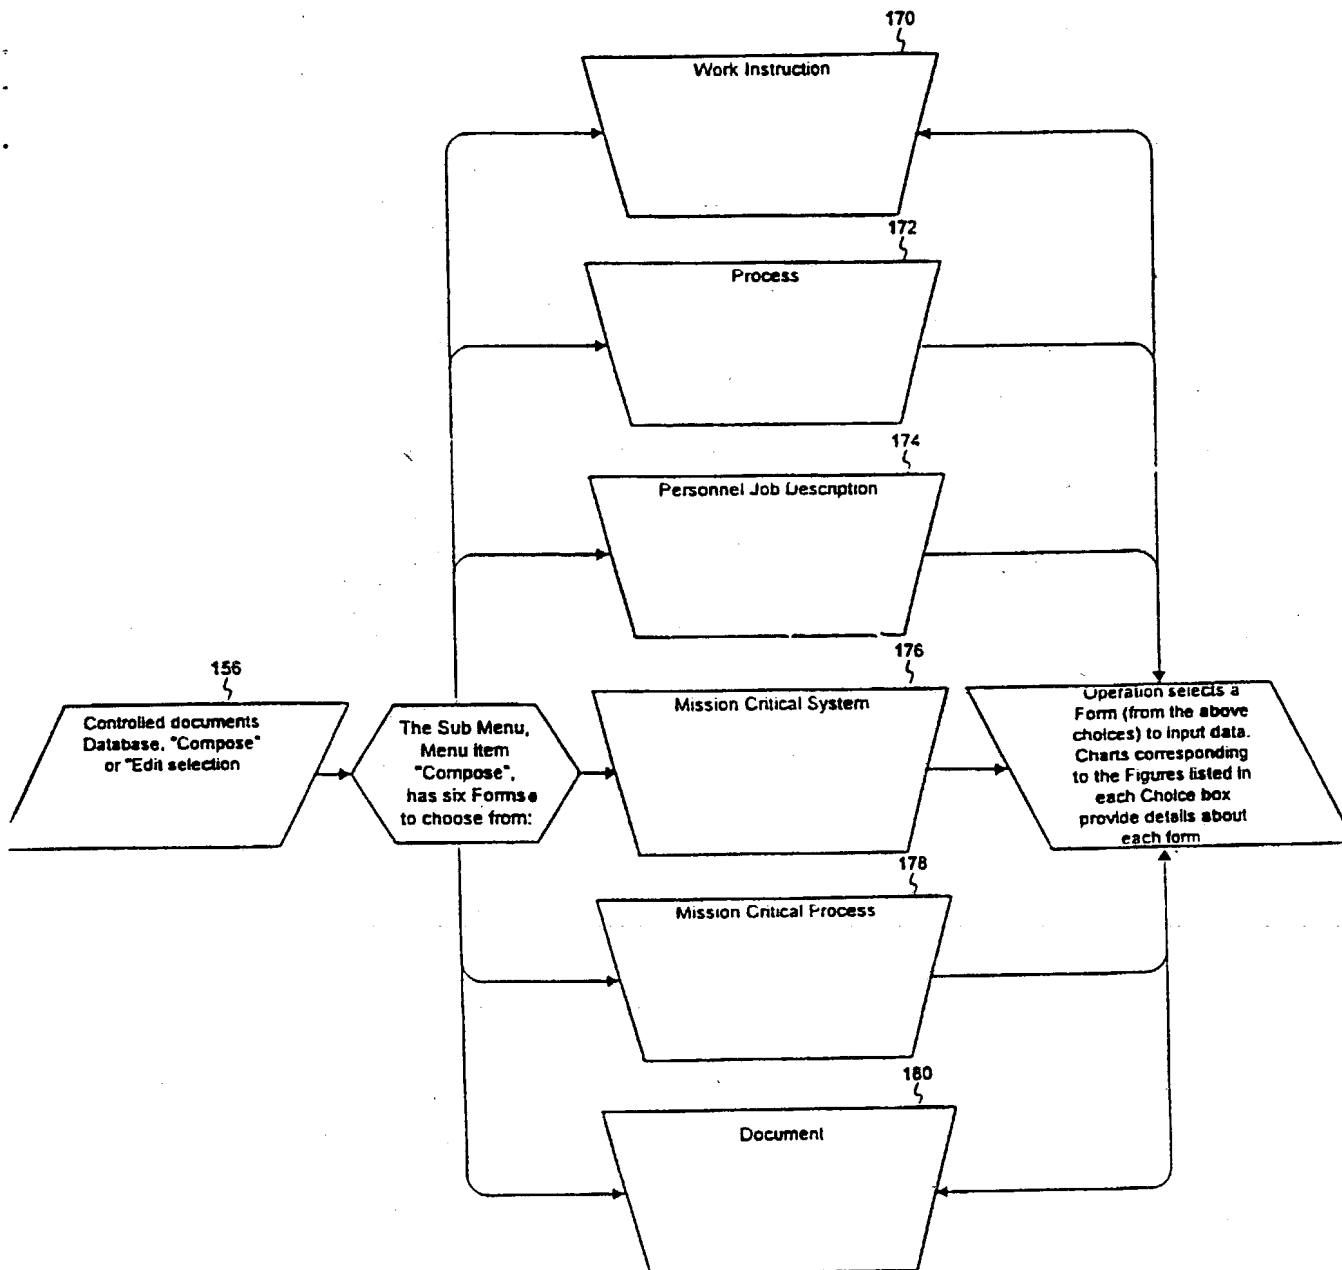 170
Work Instruction
172
Process
174
Personnel Job Description
156
Controlled documents
Database, "Compose"
or "Edit selection
The Sub Menu,
Menu Item
"Compose",
has six Forms
to choose from:
176
Mission Critical System
Operation selects a
Form (from the above
choices) to input data.
Charts corresponding
to the Figures listed in
each Choice box
provide details about
each form
178
Mission Critical Process
180
Document